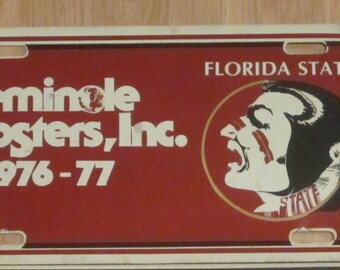 minole
osters, Inc.
976-77
FLORIDA STAT
STATE